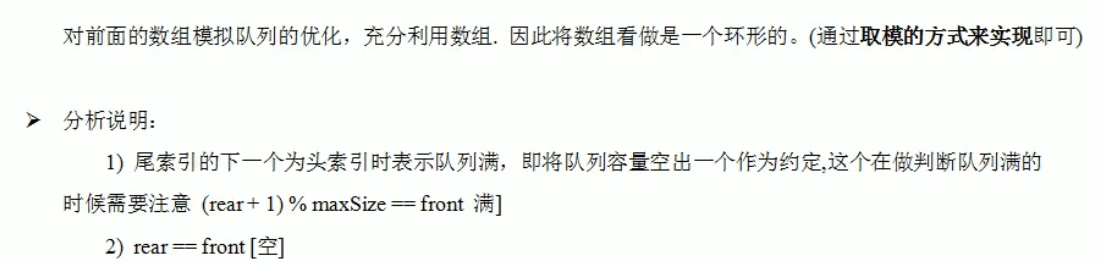 对前面的数组模拟队列的优化，充分利用数组. 因此将数组看做是一个环形的。(通过取模的方式来实现即可)
➢ 分析说明：
1) 尾索引的下一个为头索引时表示队列满，即将队列容量空出一个作为约定,这个在做判断队列满的
时候需要注意 (rear + 1) % maxSize == front 满]
2) rear == front [空]